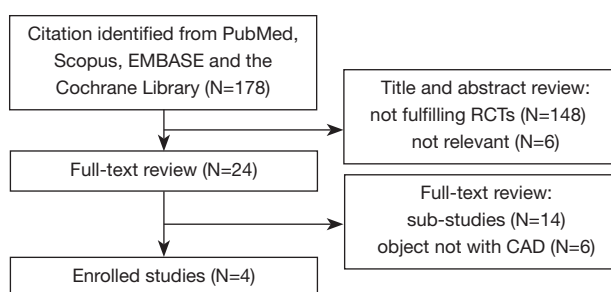 Citation identified from PubMed,
Scopus, EMBASE and the
Cochrane Library (N=178)
Title and abstract review:
not fulfilling RCTs (N=148)
not relevant (N=6)
Full-text review (N=24)
Full-text review:
sub-studies (N=14)
object not with CAD (N=6)
Enrolled studies (N=4)